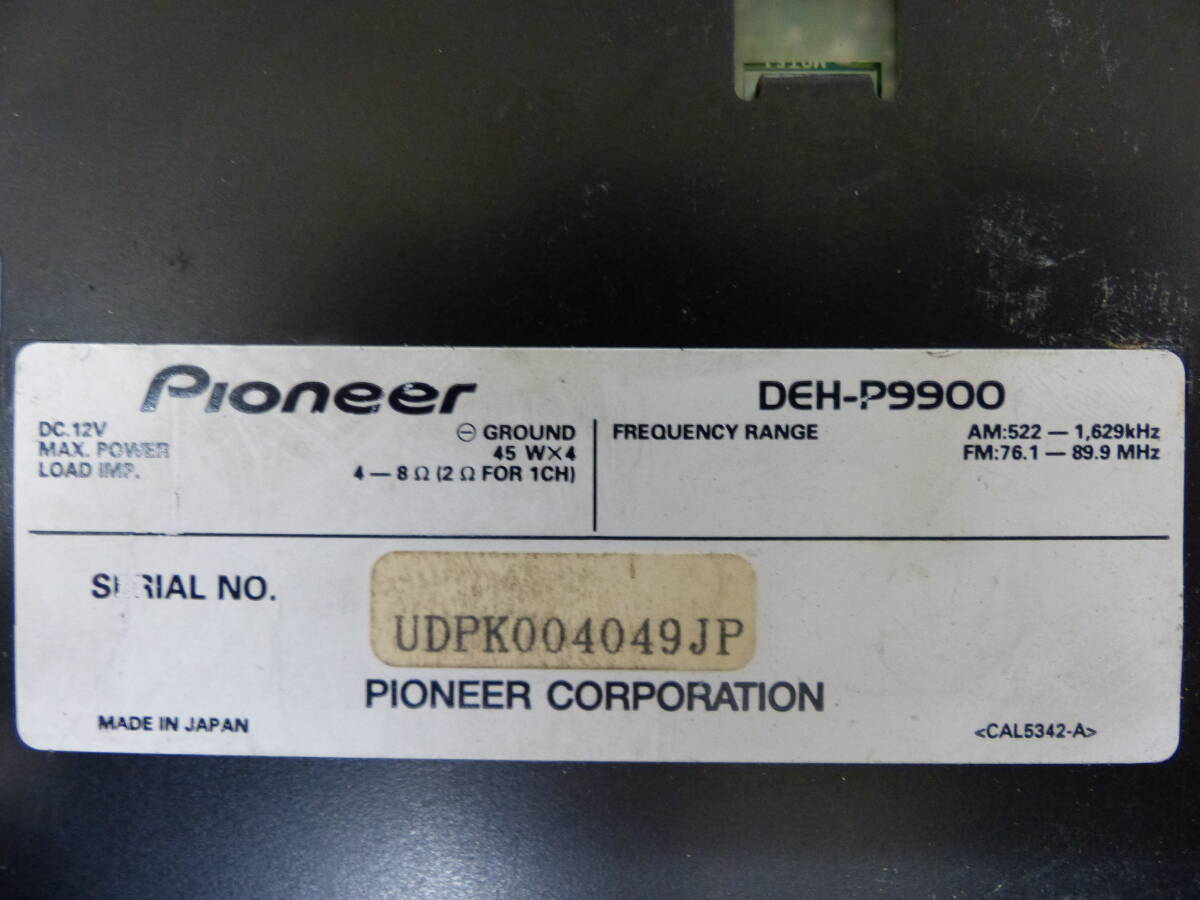 Pioneer
DEH-P9900
DC.12V ⊖ GROUND
MAX. POWER 45 W×4
LOAD IMP. 4 — 8 Ω (2 Ω FOR 1CH)
FREQUENCY RANGE AM:522 — 1,629kHz
FM:76.1 — 89.9 MHz
SERIAL NO. UDPK004049JP
PIONEER CORPORATION
MADE IN JAPAN
<CAL5342-A>